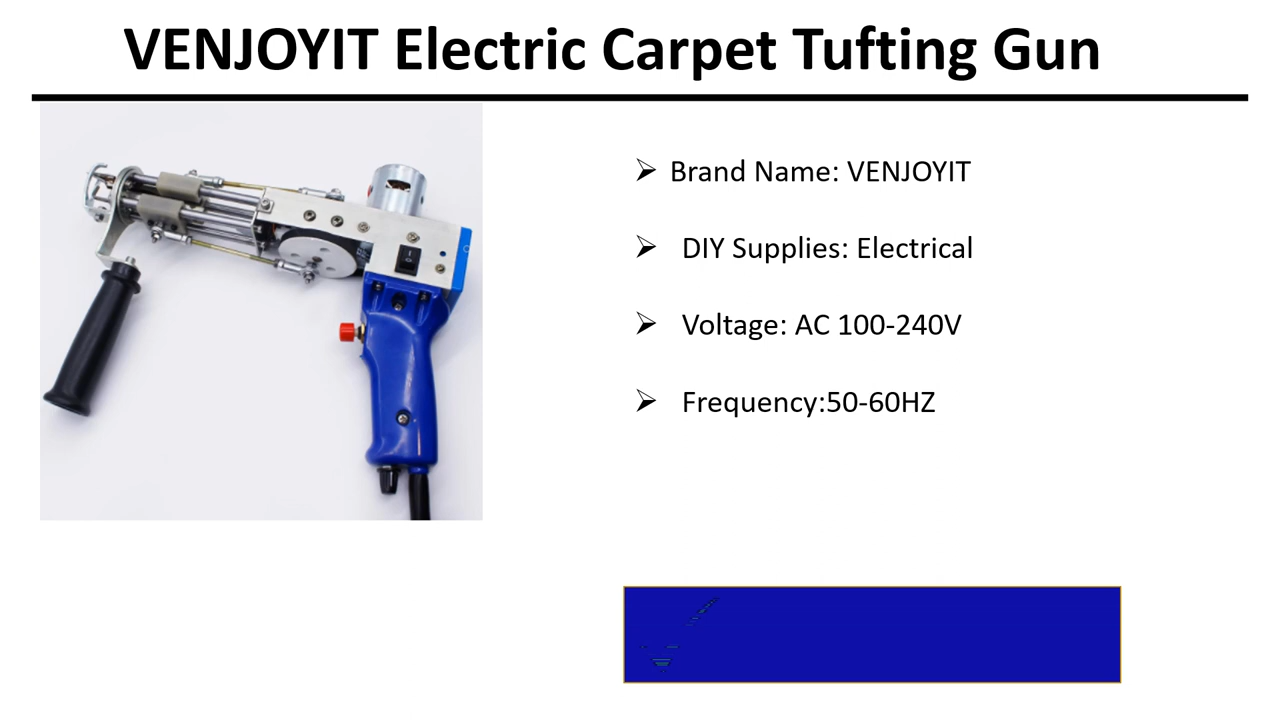 VENJOYIT Electric Carpet Tufting Gun
Brand Name: VENJOYIT
DIY Supplies: Electrical
Voltage: AC 100-240V
Frequency:50-60HZ